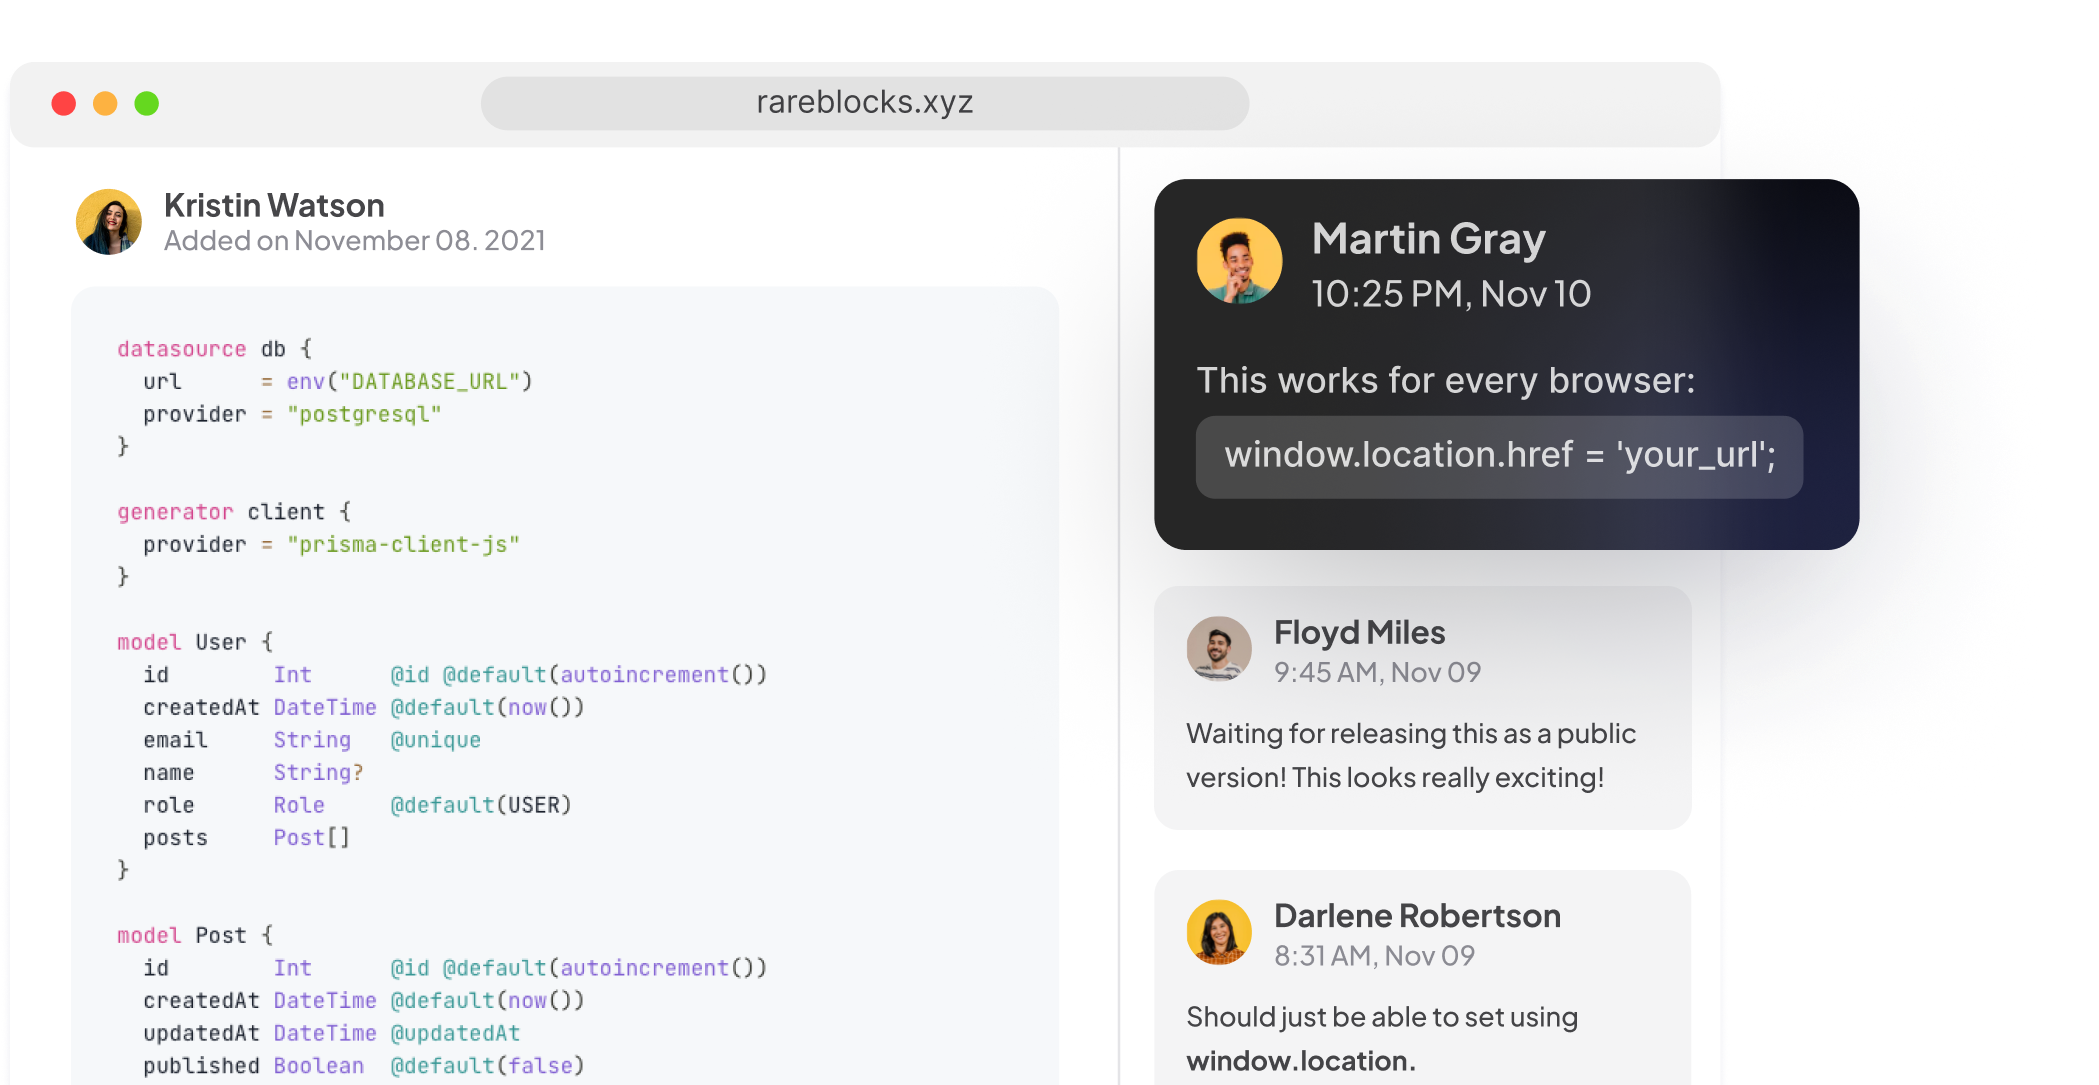 rareblocks.xyz
Kristin Watson
Added on November 08. 2021
datasource db {
  url      = env("DATABASE_URL")
  provider = "postgresql"
}
generator client {
  provider = "prisma-client-js"
}
model User {
  id        Int      @id @default(autoincrement())
  createdAt DateTime @default(now())
  email     String   @unique
  name      String?
  role      Role     @default(USER)
  posts     Post[]
}
model Post {
  id        Int      @id @default(autoincrement())
  createdAt DateTime @default(now())
  updatedAt DateTime @updatedAt
  published Boolean  @default(false)
Martin Gray
10:25 PM, Nov 10
This works for every browser:
window.location.href = 'your_url';
Floyd Miles
9:45 AM, Nov 09
Waiting for releasing this as a public
version! This looks really exciting!
Darlene Robertson
8:31 AM, Nov 09
Should just be able to set using
window.location.